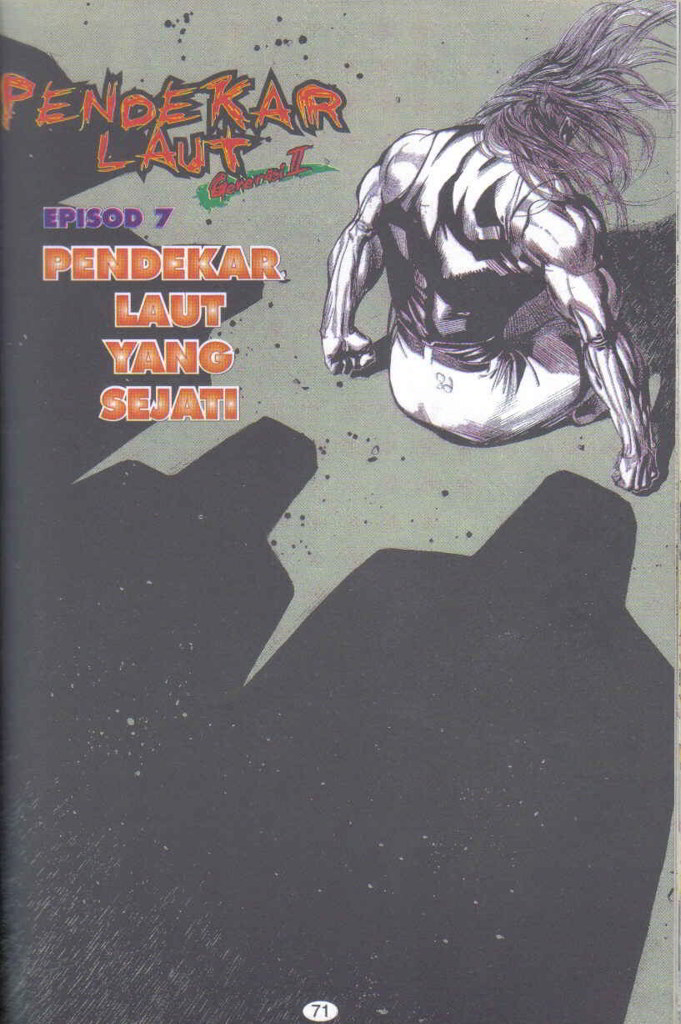 PENDEKAR
LAUT
Generasi II
EPISOD 7
PENDEKAR
LAUT
YANG
SEJATI
71